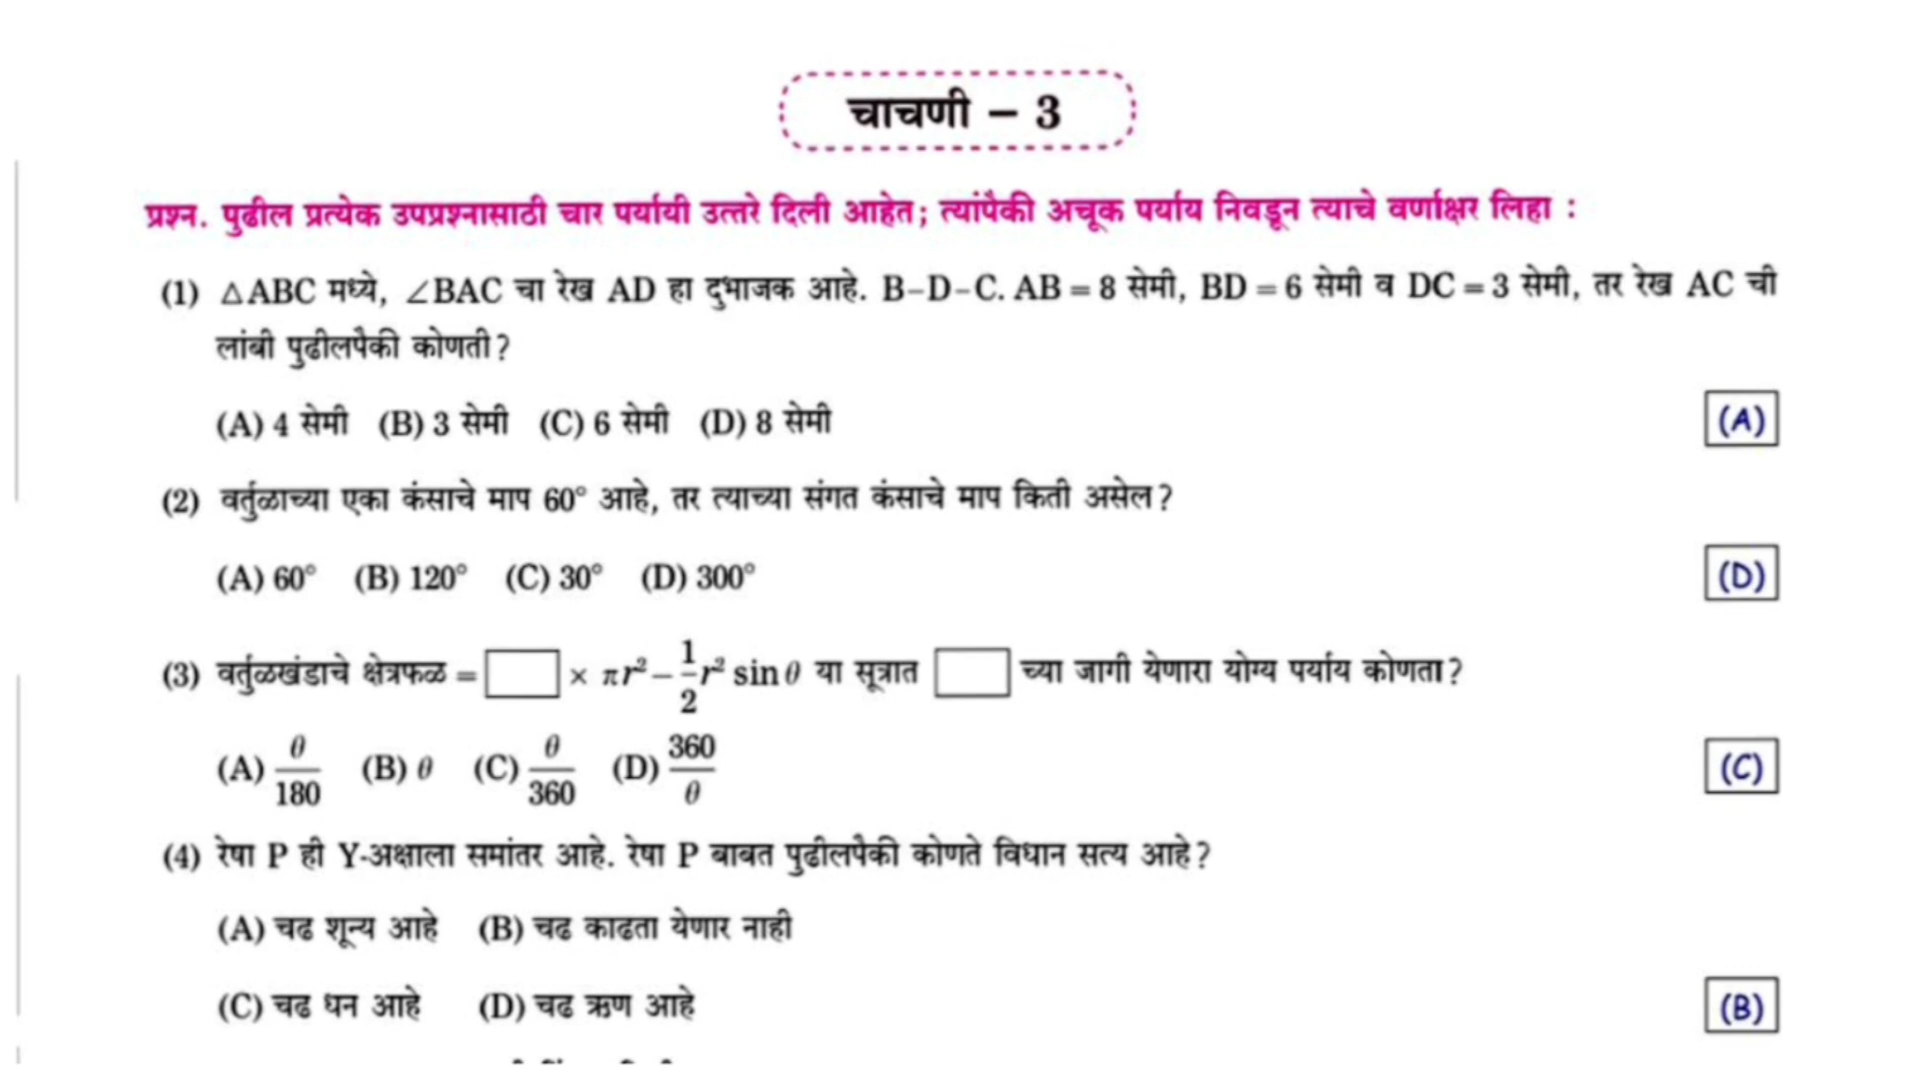 चाचणी – 3
प्रश्न. पुढील प्रत्येक उपप्रश्नासाठी चार पर्यायी उत्तरे दिली आहेत; त्यांपैकी अचूक पर्याय निवडून त्याचे वर्णाक्षर लिहा :
(1) △ABC मध्ये, ∠BAC चा रेख AD हा दुभाजक आहे. B–D–C. AB = 8 सेमी, BD = 6 सेमी व DC = 3 सेमी, तर रेख AC ची
लांबी पुढीलपैकी कोणती?
(A) 4 सेमी (B) 3 सेमी (C) 6 सेमी (D) 8 सेमी (A)
(2) वर्तुळाच्या एका कंसाचे माप 60° आहे, तर त्याच्या संगत कंसाचे माप किती असेल?
(A) 60° (B) 120° (C) 30° (D) 300° (D)
(3) वर्तुळखंडाचे क्षेत्रफळ = □ × πr² – 1/2 r² sin θ या सूत्रात □ च्या जागी येणारा योग्य पर्याय कोणता?
(A) θ/180 (B) θ (C) θ/360 (D) 360/θ (C)
(4) रेषा P ही Y-अक्षाला समांतर आहे. रेषा P बाबत पुढीलपैकी कोणते विधान सत्य आहे?
(A) चढ शून्य आहे (B) चढ काढता येणार नाही
(C) चढ धन आहे (D) चढ ऋण आहे (B)